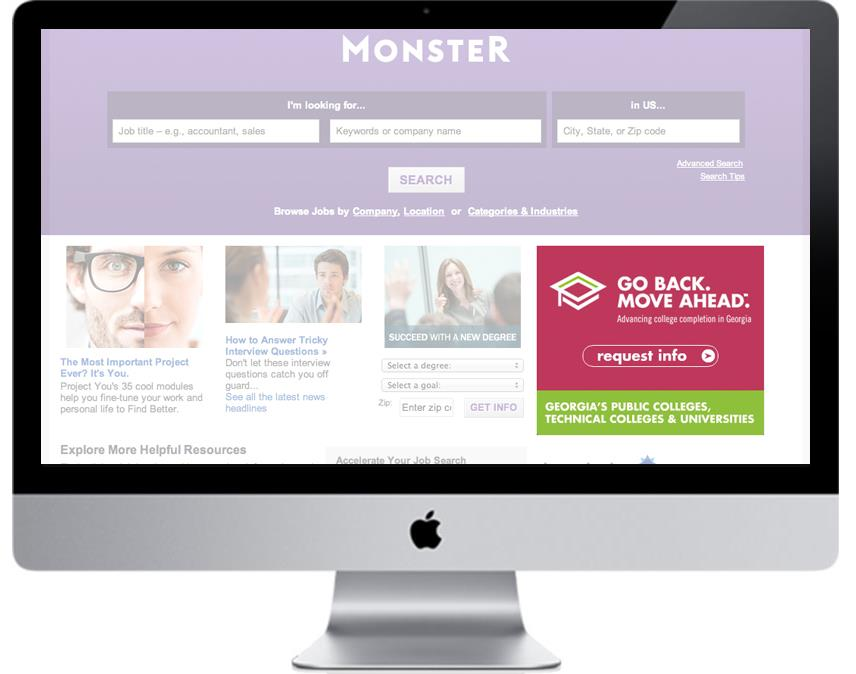 MONSTER
I'm looking for...
in US...
Job title – e.g., accountant, sales
Keywords or company name
City, State, or Zip code
SEARCH
Advanced Search
Search Tips
Browse Jobs by Company, Location or Categories & Industries
The Most Important Project
Ever? It's You.
Project You's 35 cool modules
help you fine-tune your work and
personal life to Find Better.
How to Answer Tricky
Interview Questions »
Don't let these interview
questions catch you off
guard...
See all the latest news
headlines
SUCCEED WITH A NEW DEGREE
Select a degree:
Select a goal:
Zip:
Enter zip c
GET INFO
GO BACK.
MOVE AHEAD.™
Advancing college completion in Georgia
request info
GEORGIA'S PUBLIC COLLEGES,
TECHNICAL COLLEGES & UNIVERSITIES
Explore More Helpful Resources
Accelerate Your Job Search